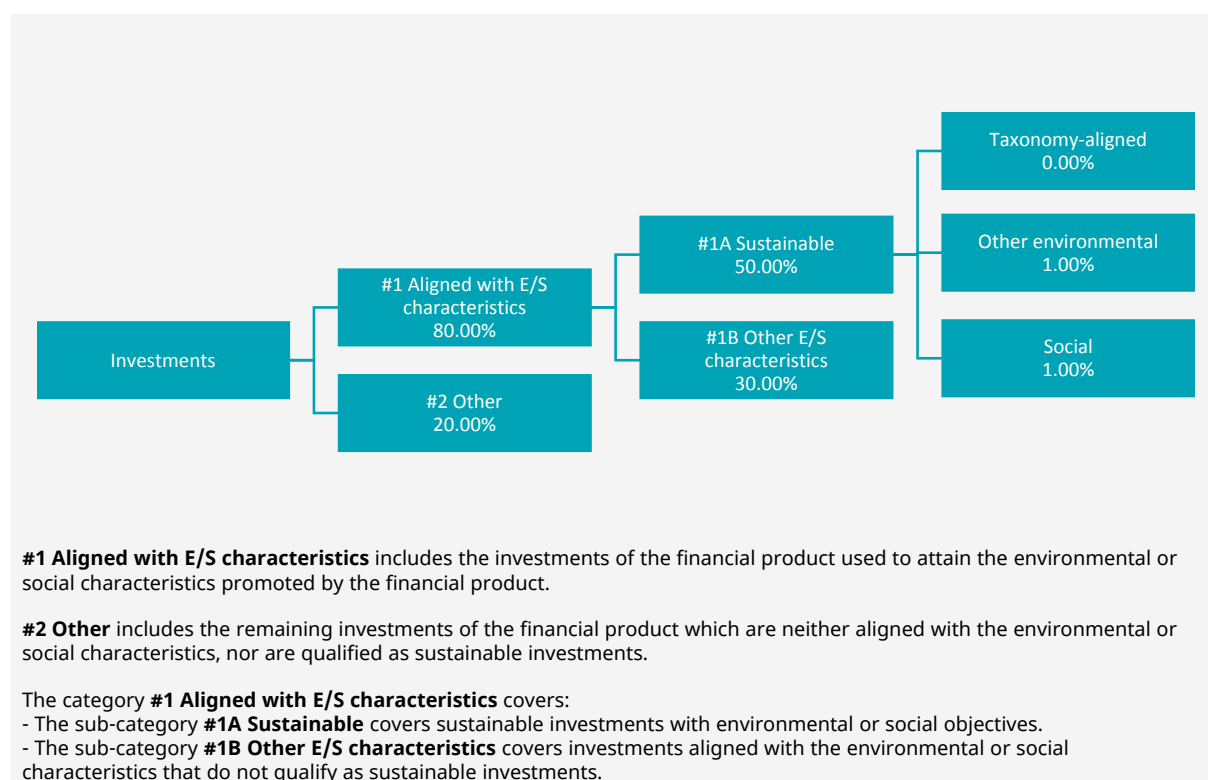 Investments
#1 Aligned with E/S
characteristics
80.00%
#2 Other
20.00%
#1A Sustainable
50.00%
#1B Other E/S
characteristics
30.00%
Taxonomy-aligned
0.00%
Other environmental
1.00%
Social
1.00%
#1 Aligned with E/S characteristics includes the investments of the financial product used to attain the environmental or
social characteristics promoted by the financial product.
#2 Other includes the remaining investments of the financial product which are neither aligned with the environmental or
social characteristics, nor are qualified as sustainable investments.
The category #1 Aligned with E/S characteristics covers:
- The sub-category #1A Sustainable covers sustainable investments with environmental or social objectives.
- The sub-category #1B Other E/S characteristics covers investments aligned with the environmental or social
characteristics that do not qualify as sustainable investments.